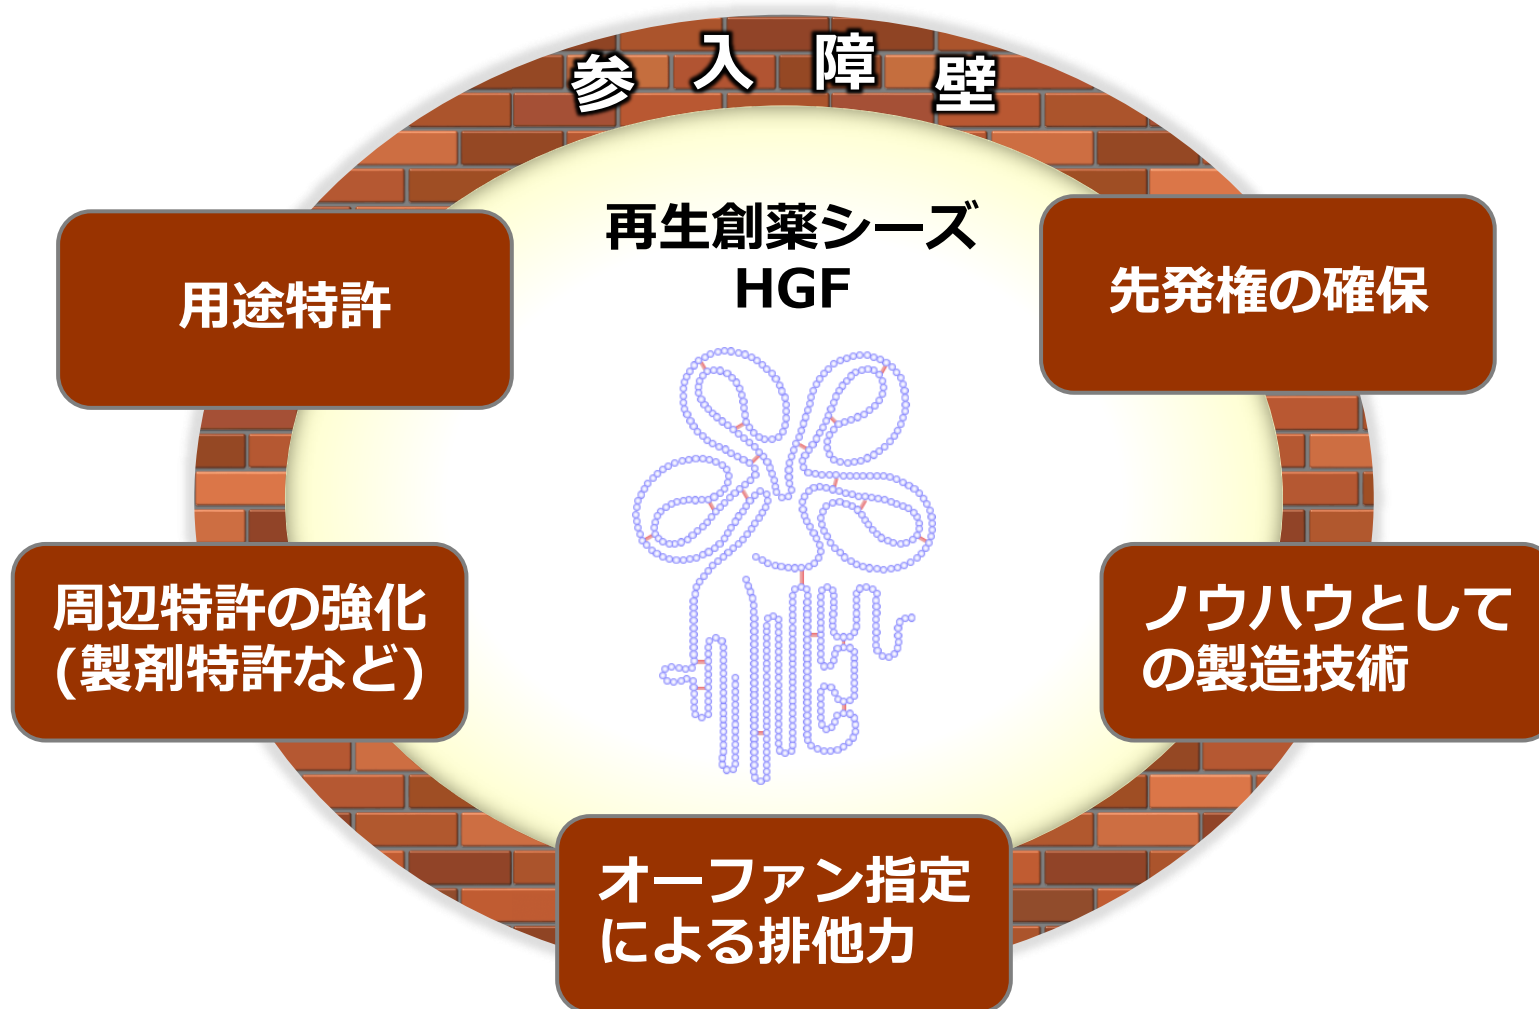 参入障壁
再生創薬シーズ
HGF
用途特許
先発権の確保
周辺特許の強化
(製剤特許など)
ノウハウとして
の製造技術
オーファン指定
による排他力